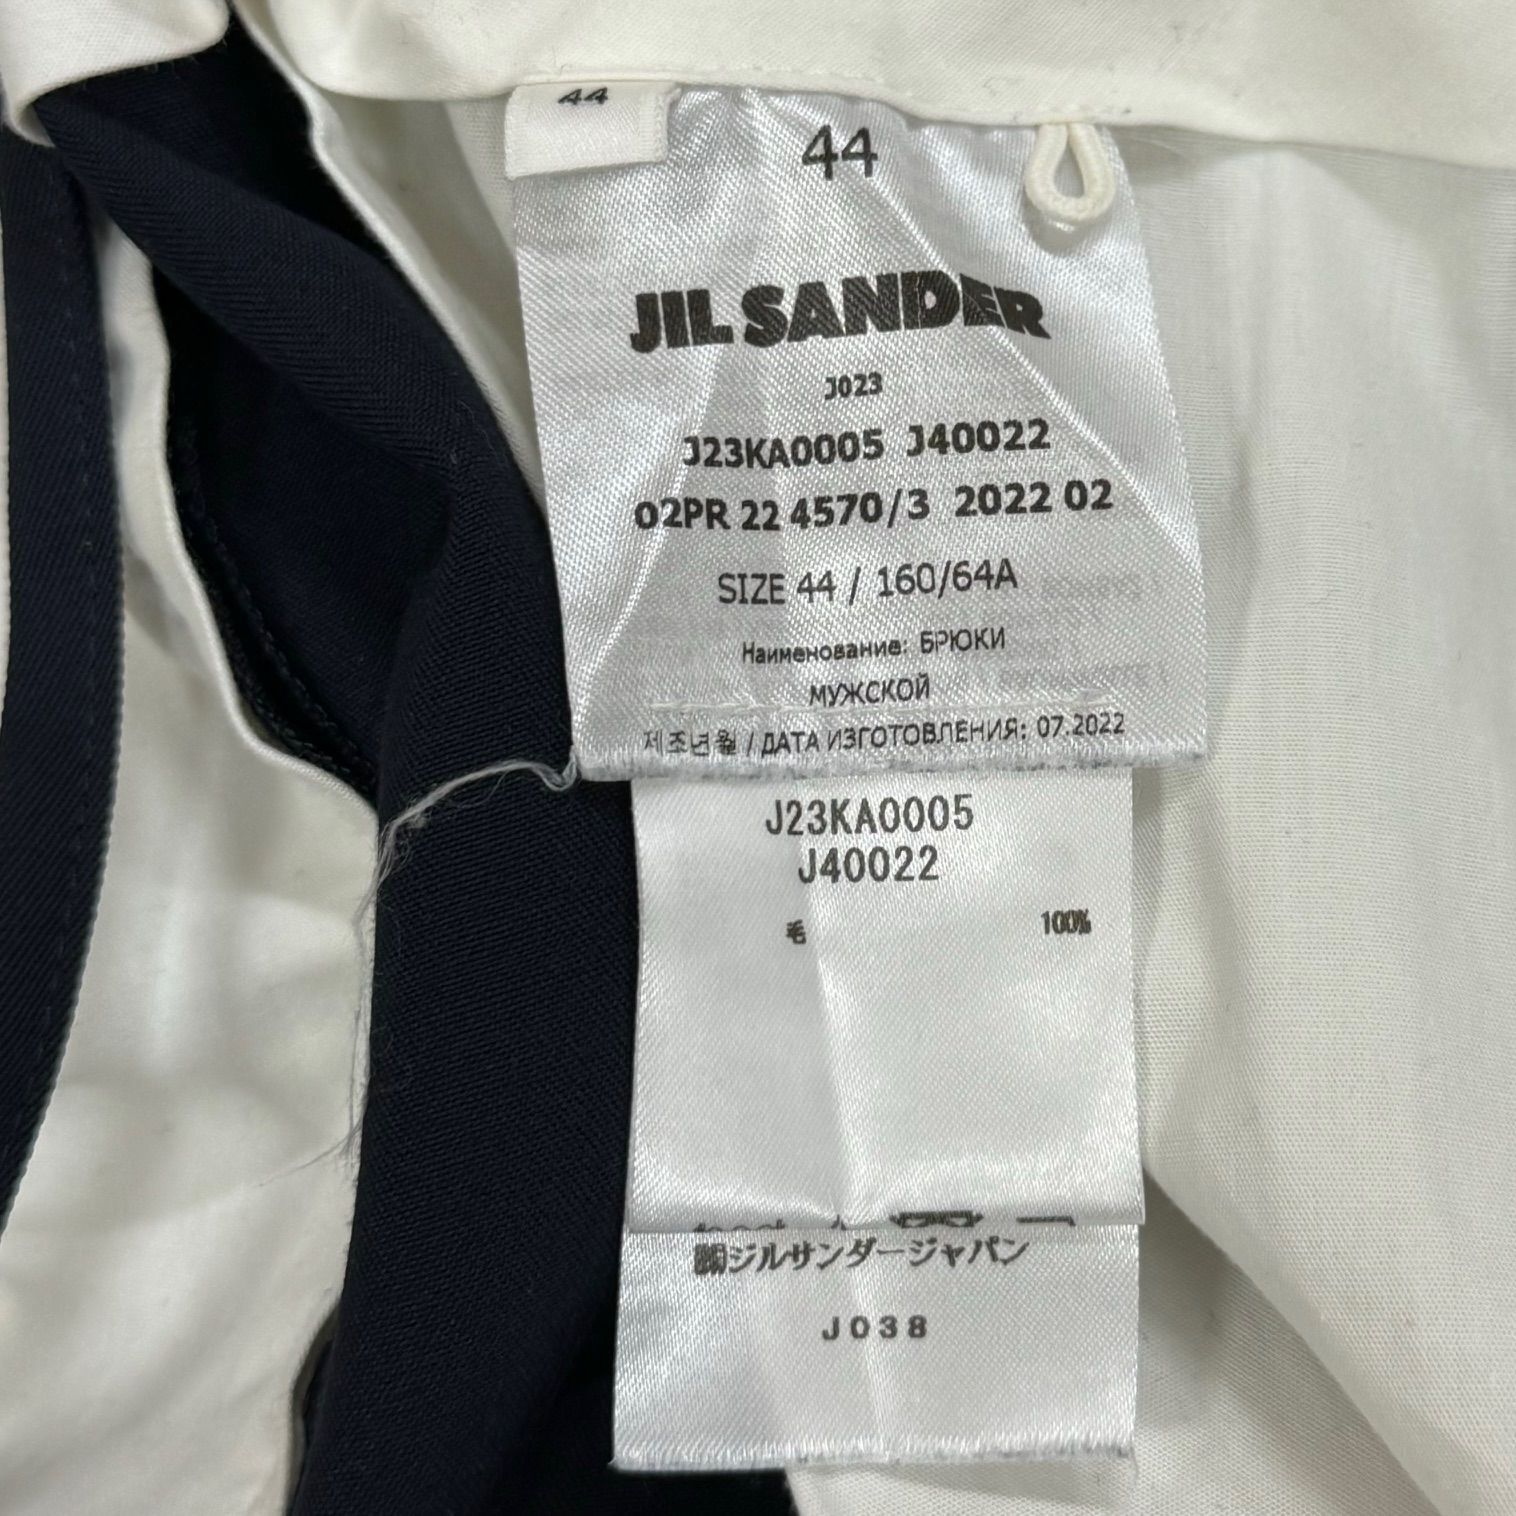 44
44
JIL SANDER
J023
J23KA0005 J40022
02PR 22 4570/3 2022 02
SIZE 44 / 160/64A
Наименование: БРЮКИ
МУЖСКОЙ
제조년월 / ДАТА ИЗГОТОВЛЕНИЯ: 07.2022
J23KA0005
J40022
毛 100%
㈱ジルサンダージャパン
J038